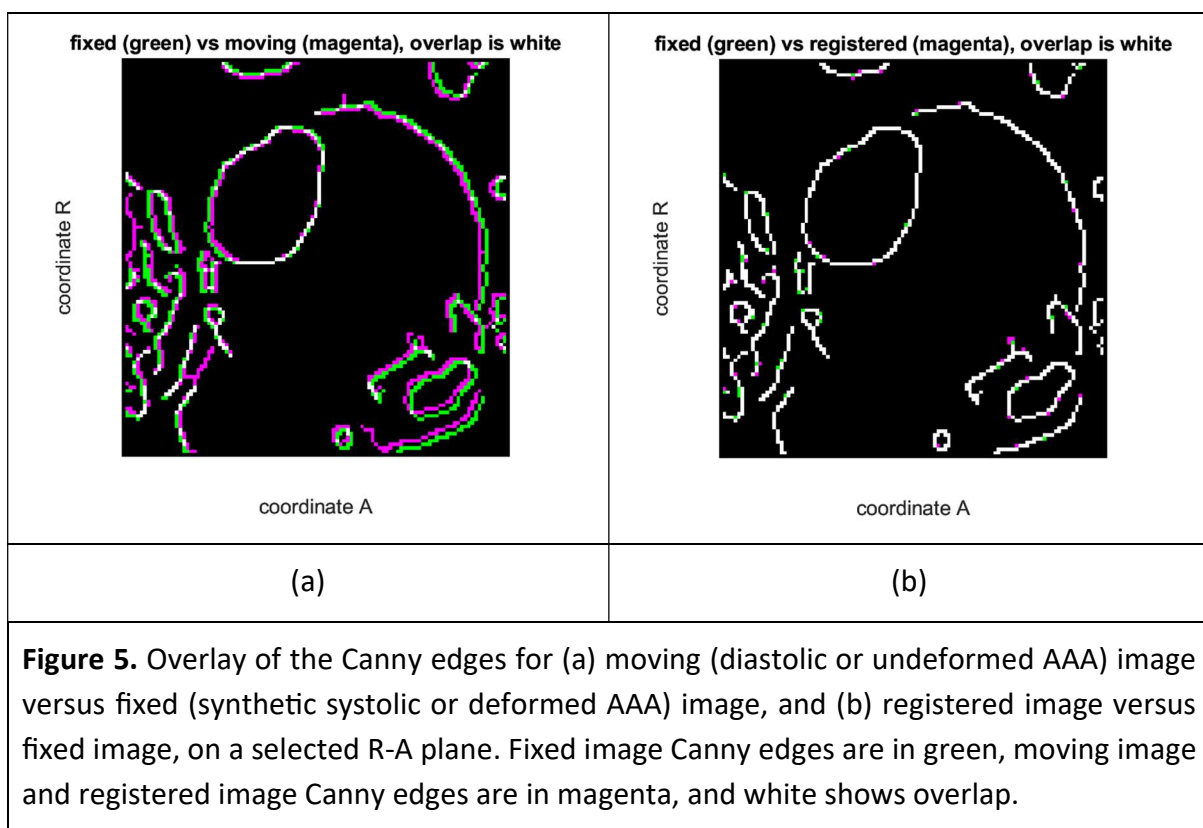 fixed (green) vs moving (magenta), overlap is white
coordinate R
coordinate A
fixed (green) vs registered (magenta), overlap is white
coordinate R
coordinate A
(a)
(b)
Figure 5. Overlay of the Canny edges for (a) moving (diastolic or undeformed AAA) image
versus fixed (synthetic systolic or deformed AAA) image, and (b) registered image versus
fixed image, on a selected R-A plane. Fixed image Canny edges are in green, moving image
and registered image Canny edges are in magenta, and white shows overlap.